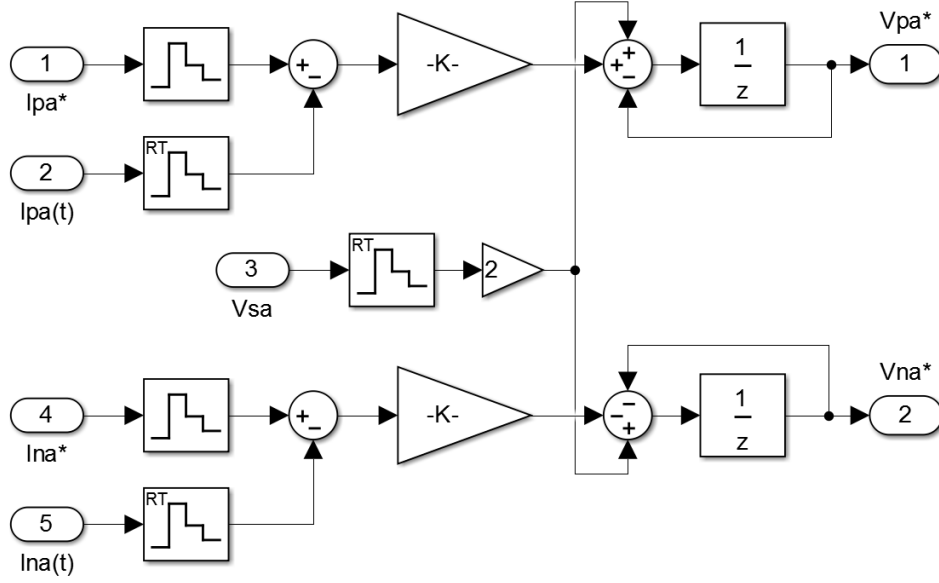 Vpa*
1
Ipa*
+
-
-K-
+
+
-
1
z
1
2
Ipa(t)
RT
3
Vsa
RT
2
Vna*
4
Ina*
+
-
-K-
-
-
+
1
z
2
5
Ina(t)
RT